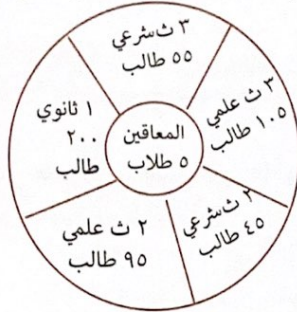 ٣ ث شرعي
٥٥ طالب
٣ ث علمي
١٠٥ طالب
٢ ث شرعي
٤٥ طالب
٢ ث علمي
٩٥ طالب
١ ثانوي
٢٠٠
طالب
المعاقين
٥ طلاب